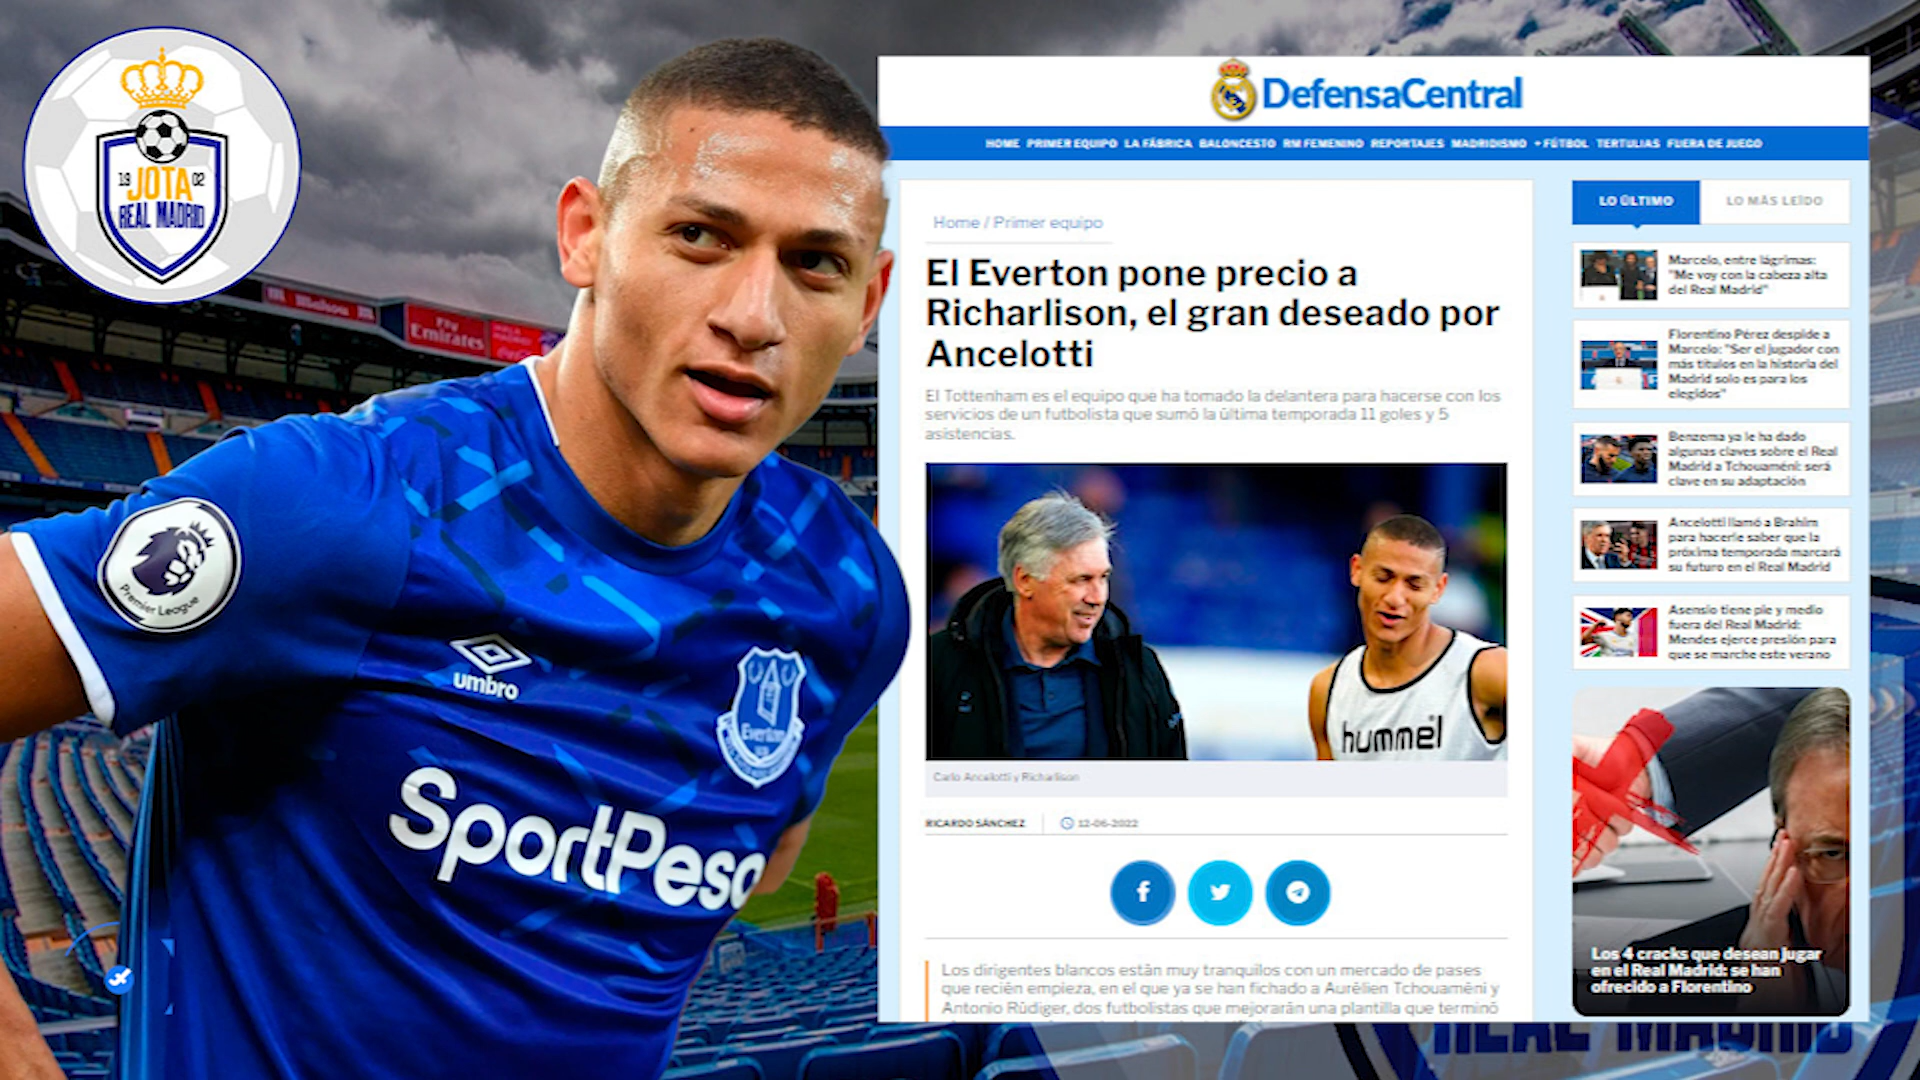 19 02
JOTA
REAL MADRID
Fly
Emirates
Premier League
umbro
Everton
SportPesa
DefensaCentral
HOME PRIMER EQUIPO LA FÁBRICA BALONCESTO RM FEMENINO REPORTAJES MADRIDISMO + FÚTBOL TERTULIAS FUERA DE JUEGO
Home / Primer equipo
El Everton pone precio a
Richarlison, el gran deseado por
Ancelotti
El Tottenham es el equipo que ha tomado la delantera para hacerse con los
servicios de un futbolista que sumó la última temporada 11 goles y 5
asistencias.
hummel
Carlo Ancelotti y Richarlison
RICARDO SÁNCHEZ 12-06-2022
Los dirigentes blancos están muy tranquilos con un mercado de pases
que recién empieza, en el que ya se han fichado a Aurélien Tchouaméni y
Antonio Rüdiger, dos futbolistas que mejorarán una plantilla que terminó
LO ÚLTIMO LO MÁS LEÍDO
Marcelo, entre lágrimas:
"Me voy con la cabeza alta
del Real Madrid"
Florentino Pérez despide a
Marcelo: "Ser el jugador con
más títulos en la historia del
Madrid solo es para los
elegidos"
Benzema ya le ha dado
algunas claves sobre el Real
Madrid a Tchouaméni: será
clave en su adaptación
Ancelotti llamó a Brahim
para hacerle saber que la
próxima temporada marcará
su futuro en el Real Madrid
Asensio tiene pie y medio
fuera del Real Madrid:
Mendes ejerce presión para
que se marche este verano
Los 4 cracks que desean jugar
en el Real Madrid: se han
ofrecido a Florentino
REAL MADRID